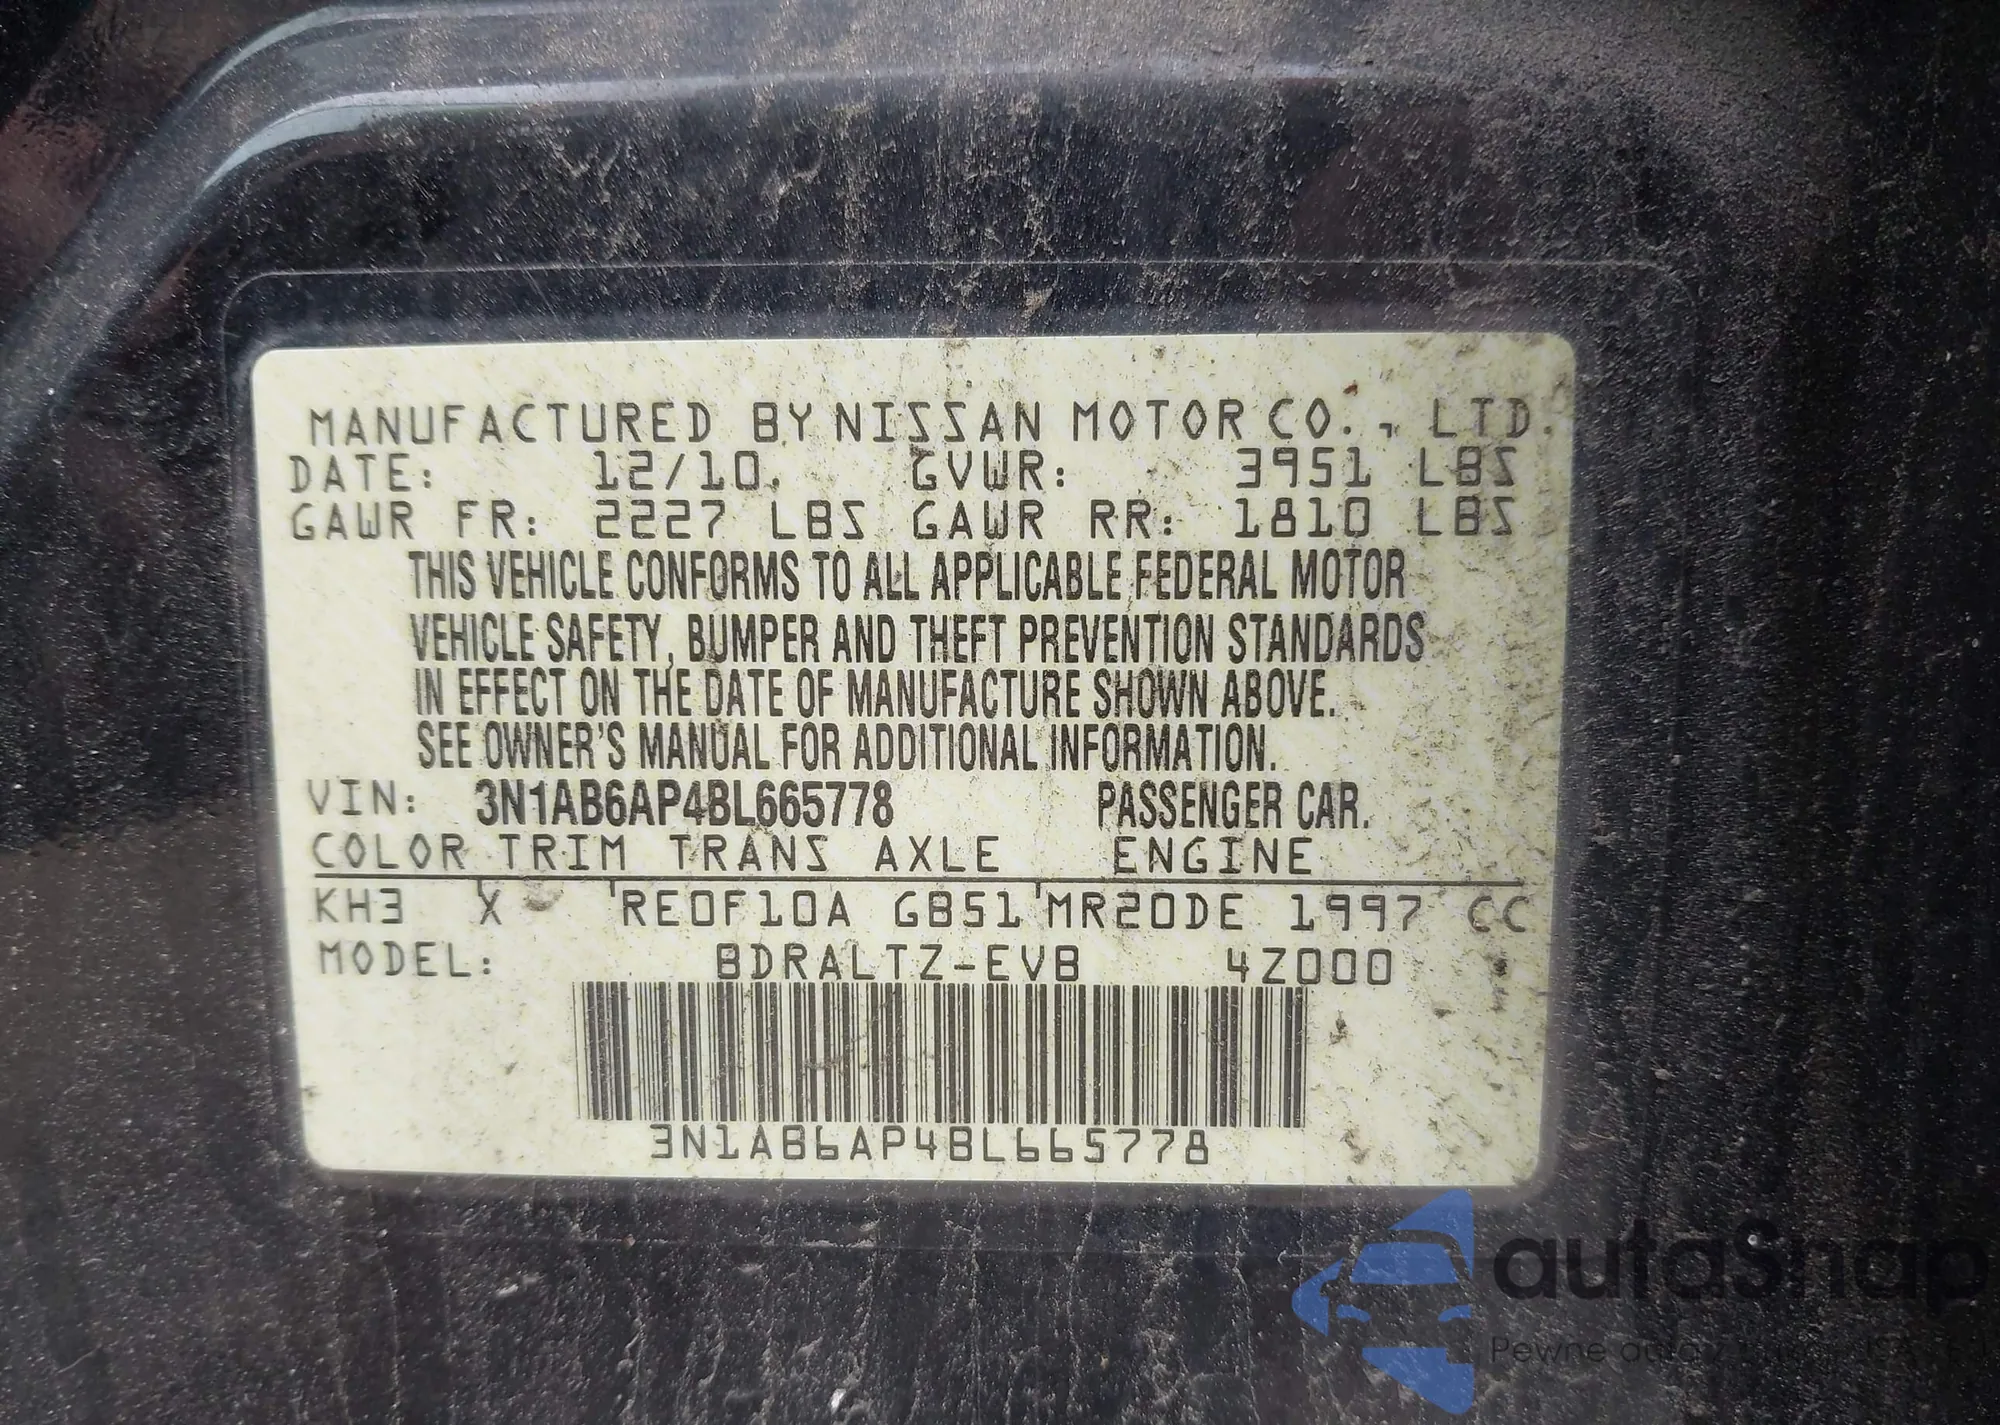 MANUFACTURED BY NISSAN MOTOR CO., LTD.
DATE: 12/10. GVWR: 3951 LBS
GAWR FR: 2227 LBS GAWR RR: 1810 LBS
THIS VEHICLE CONFORMS TO ALL APPLICABLE FEDERAL MOTOR
VEHICLE SAFETY, BUMPER AND THEFT PREVENTION STANDARDS
IN EFFECT ON THE DATE OF MANUFACTURE SHOWN ABOVE.
SEE OWNER'S MANUAL FOR ADDITIONAL INFORMATION.
VIN: 3N1AB6AP4BL665778 PASSENGER CAR.
COLOR TRIM TRANS AXLE ENGINE
KH3 X RE0F10A GB51 MR20DE 1997 CC
MODEL: BDRALTZ-EVB 4Z000
3N1AB6AP4BL665778
autaSnap
Pewne auta z